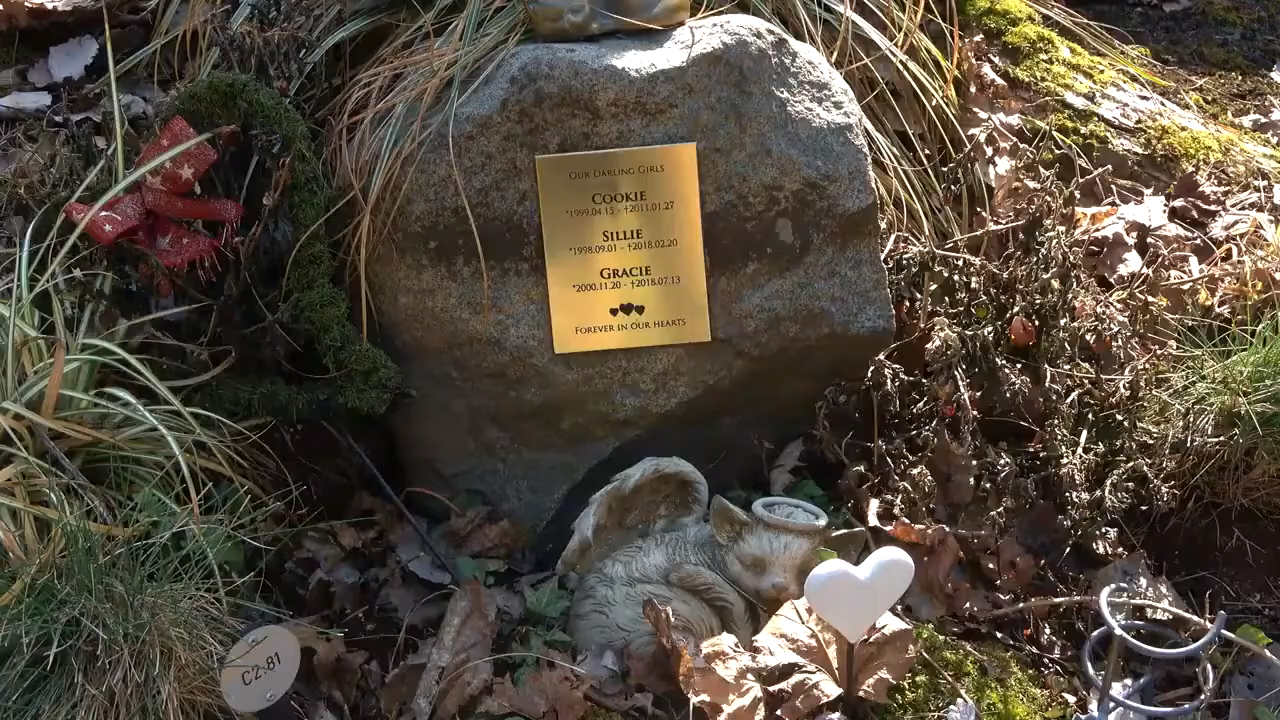 OUR DARLING GIRLS
COOKIE
*1999.04.15 - †2011.01.27
SILLIE
*1998.09.01 - †2018.02.20
GRACIE
*2000.11.20 - †2018.07.13
FOREVER IN OUR HEARTS
C2.81